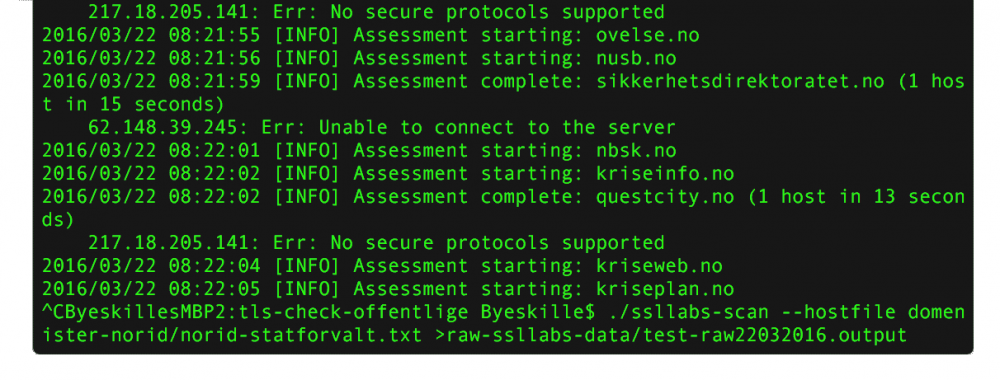 217.18.205.141: Err: No secure protocols supported
2016/03/22 08:21:55 [INFO] Assessment starting: ovelse.no
2016/03/22 08:21:56 [INFO] Assessment starting: nusb.no
2016/03/22 08:21:59 [INFO] Assessment complete: sikkerhetsdirektoratet.no (1 hos
t in 15 seconds)
62.148.39.245: Err: Unable to connect to the server
2016/03/22 08:22:01 [INFO] Assessment starting: nbsk.no
2016/03/22 08:22:02 [INFO] Assessment starting: kriseinfo.no
2016/03/22 08:22:02 [INFO] Assessment complete: questcity.no (1 host in 13 secon
ds)
217.18.205.141: Err: No secure protocols supported
2016/03/22 08:22:04 [INFO] Assessment starting: kriseweb.no
2016/03/22 08:22:05 [INFO] Assessment starting: kriseplan.no
^CByeskillesMBP2:tls-check-offentlige Byeskille$ ./ssllabs-scan --hostfile domen
ister-norid/norid-statforvalt.txt >raw-ssllabs-data/test-raw22032016.output